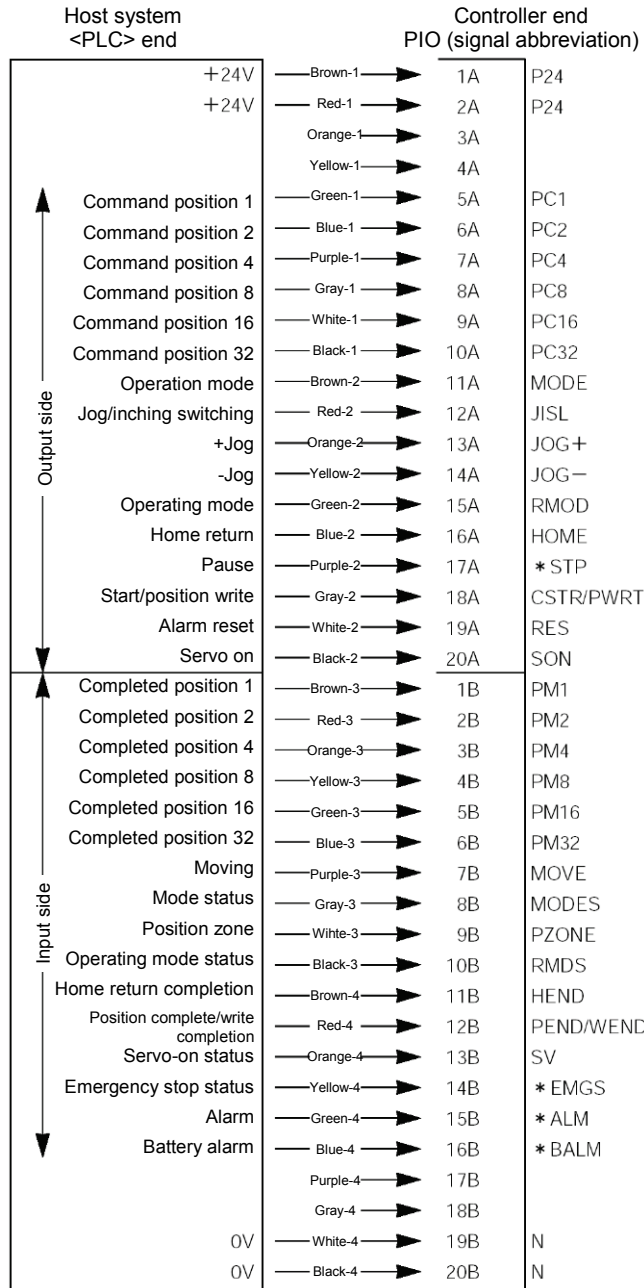 Host system
<PLC> end
Controller end
PIO (signal abbreviation)
+24V Brown-1 1A P24
+24V Red-1 2A P24
Orange-1 3A
Yellow-1 4A
Output side
Command position 1 Green-1 5A PC1
Command position 2 Blue-1 6A PC2
Command position 4 Purple-1 7A PC4
Command position 8 Gray-1 8A PC8
Command position 16 White-1 9A PC16
Command position 32 Black-1 10A PC32
Operation mode Brown-2 11A MODE
Jog/inching switching Red-2 12A JISL
+Jog Orange-2 13A JOG+
-Jog Yellow-2 14A JOG−
Operating mode Green-2 15A RMOD
Home return Blue-2 16A HOME
Pause Purple-2 17A *STP
Start/position write Gray-2 18A CSTR/PWRT
Alarm reset White-2 19A RES
Servo on Black-2 20A SON
Input side
Completed position 1 Brown-3 1B PM1
Completed position 2 Red-3 2B PM2
Completed position 4 Orange-3 3B PM4
Completed position 8 Yellow-3 4B PM8
Completed position 16 Green-3 5B PM16
Completed position 32 Blue-3 6B PM32
Moving Purple-3 7B MOVE
Mode status Gray-3 8B MODES
Position zone Wihte-3 9B PZONE
Operating mode status Black-3 10B RMDS
Home return completion Brown-4 11B HEND
Position complete/write
completion Red-4 12B PEND/WEND
Servo-on status Orange-4 13B SV
Emergency stop status Yellow-4 14B *EMGS
Alarm Green-4 15B *ALM
Battery alarm Blue-4 16B *BALM
Purple-4 17B
Gray-4 18B
0V White-4 19B N
0V Black-4 20B N